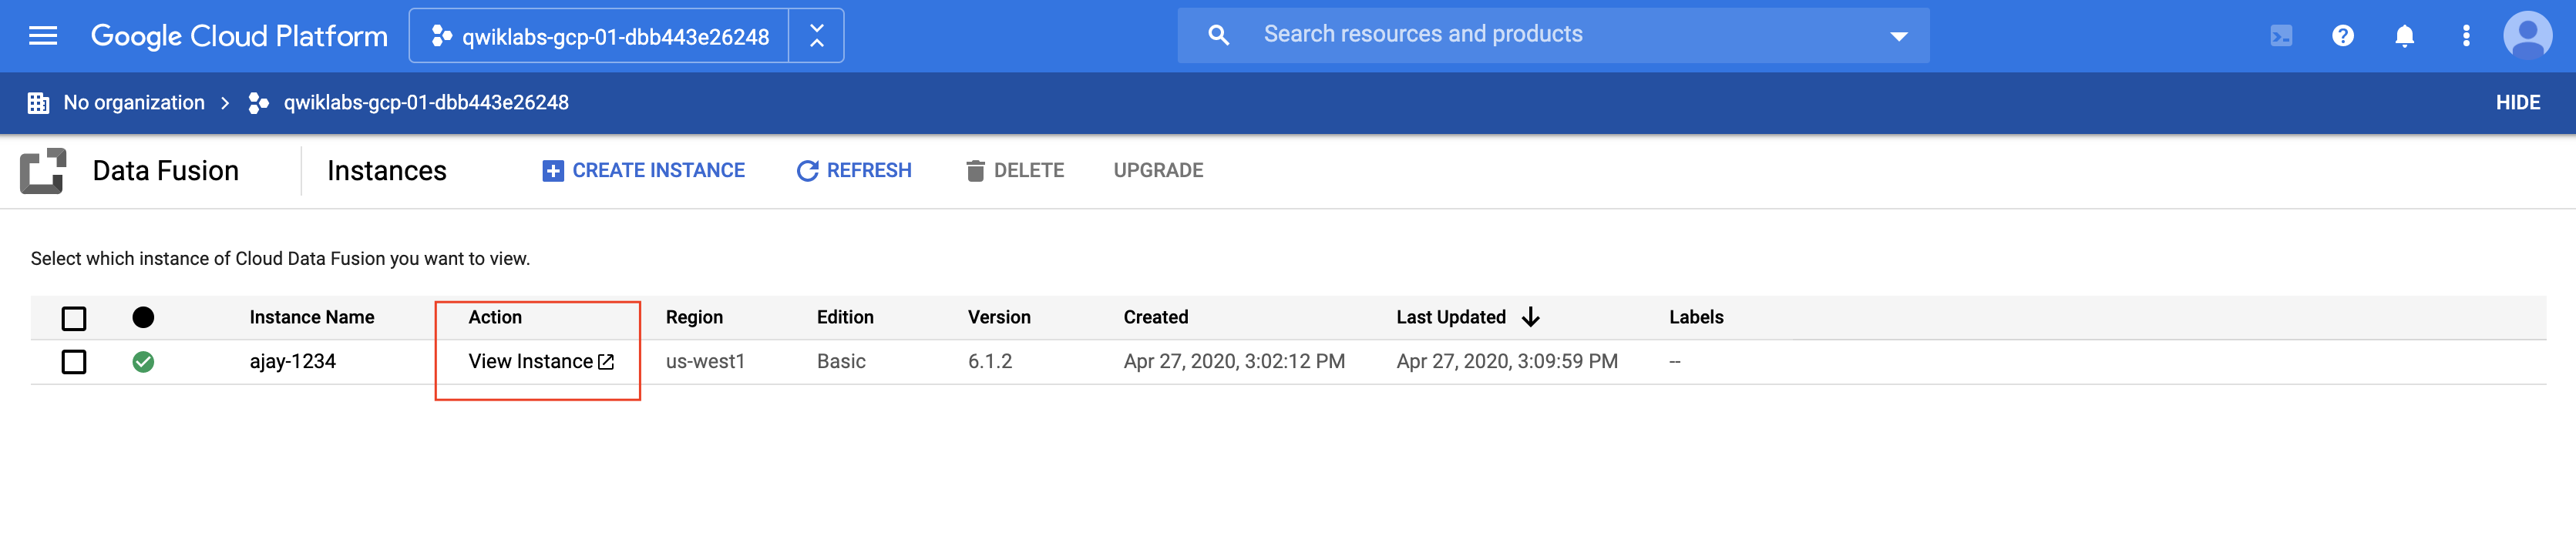 Google Cloud Platform qwiklabs-gcp-01-dbb443e26248 Search resources and products
No organization qwiklabs-gcp-01-dbb443e26248 HIDE
Data Fusion Instances CREATE INSTANCE REFRESH DELETE UPGRADE
Select which instance of Cloud Data Fusion you want to view.
Instance Name Action Region Edition Version Created Last Updated Labels
ajay-1234 View Instance us-west1 Basic 6.1.2 Apr 27, 2020, 3:02:12 PM Apr 27, 2020, 3:09:59 PM --